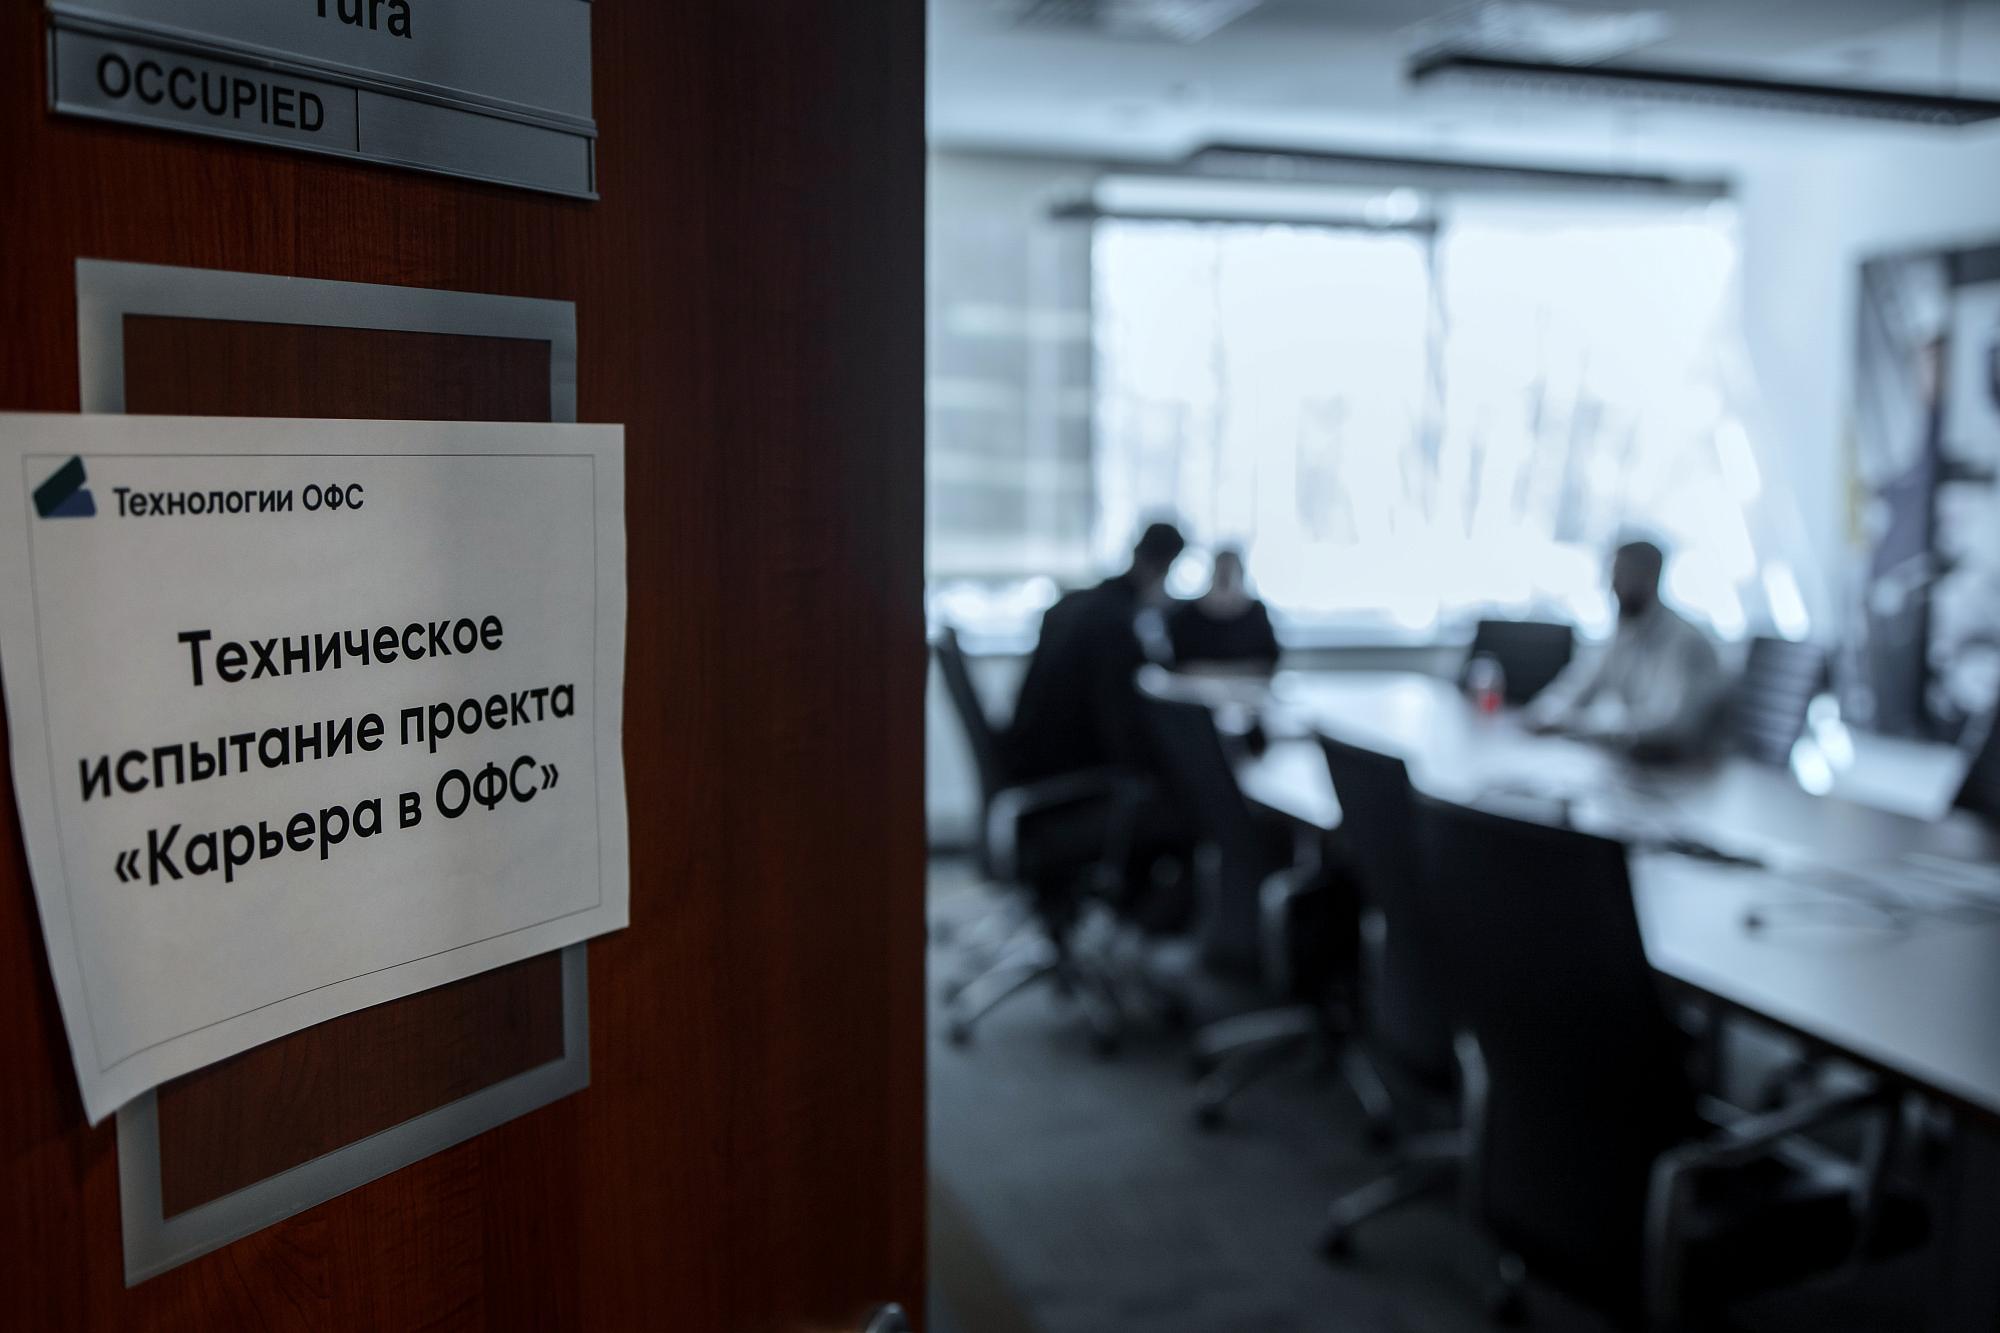 OCCUPIED
Технологии ОФС
Техническое
испытание проекта
«Карьера в ОФС»